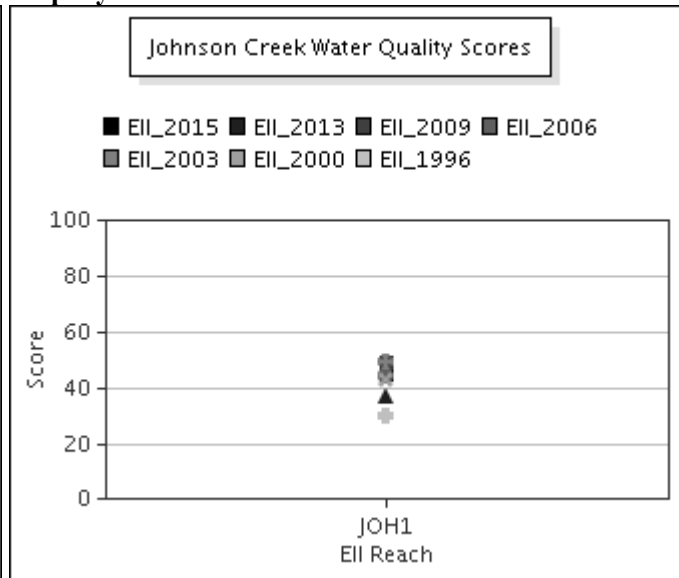 Johnson Creek Water Quality Scores
EII_2015 EII_2013 EII_2009 EII_2006
EII_2003 EII_2000 EII_1996
100
80
60
40
20
0
Score
JOH1
EII Reach